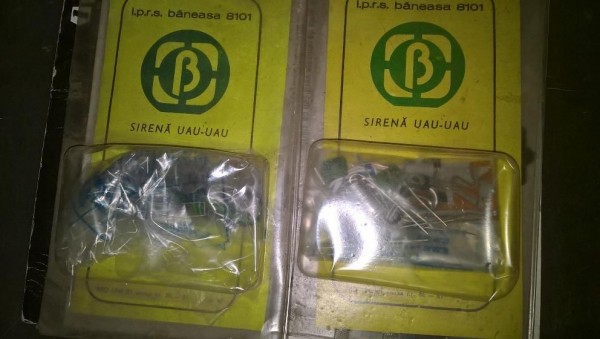 i.p.r.s. băneasa 8101
β
SIRENĂ UAU-UAU
i.p.r.s. băneasa 8101
β
SIRENĂ UAU-UAU